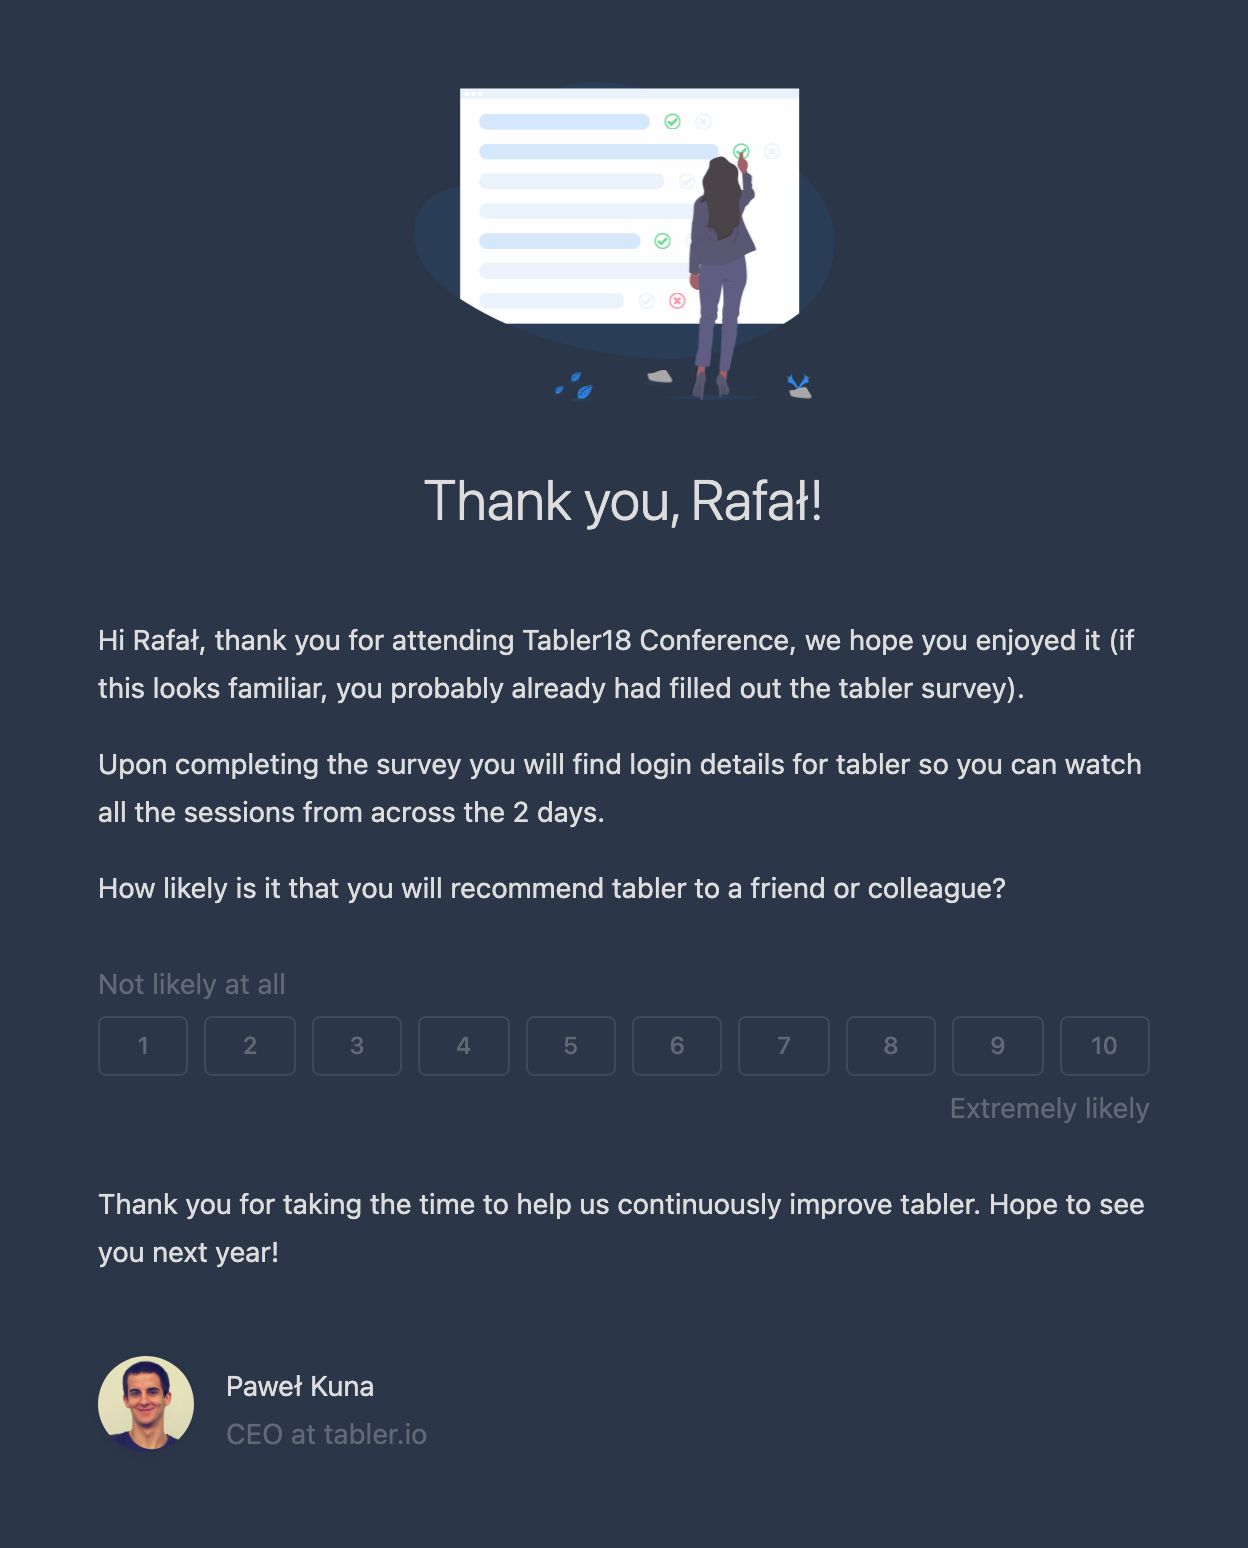 Thank you, Rafał!
Hi Rafał, thank you for attending Tabler18 Conference, we hope you enjoyed it (if
this looks familiar, you probably already had filled out the tabler survey).
Upon completing the survey you will find login details for tabler so you can watch
all the sessions from across the 2 days.
How likely is it that you will recommend tabler to a friend or colleague?
Not likely at all
1 2 3 4 5 6 7 8 9 10
Extremely likely
Thank you for taking the time to help us continuously improve tabler. Hope to see
you next year!
Paweł Kuna
CEO at tabler.io